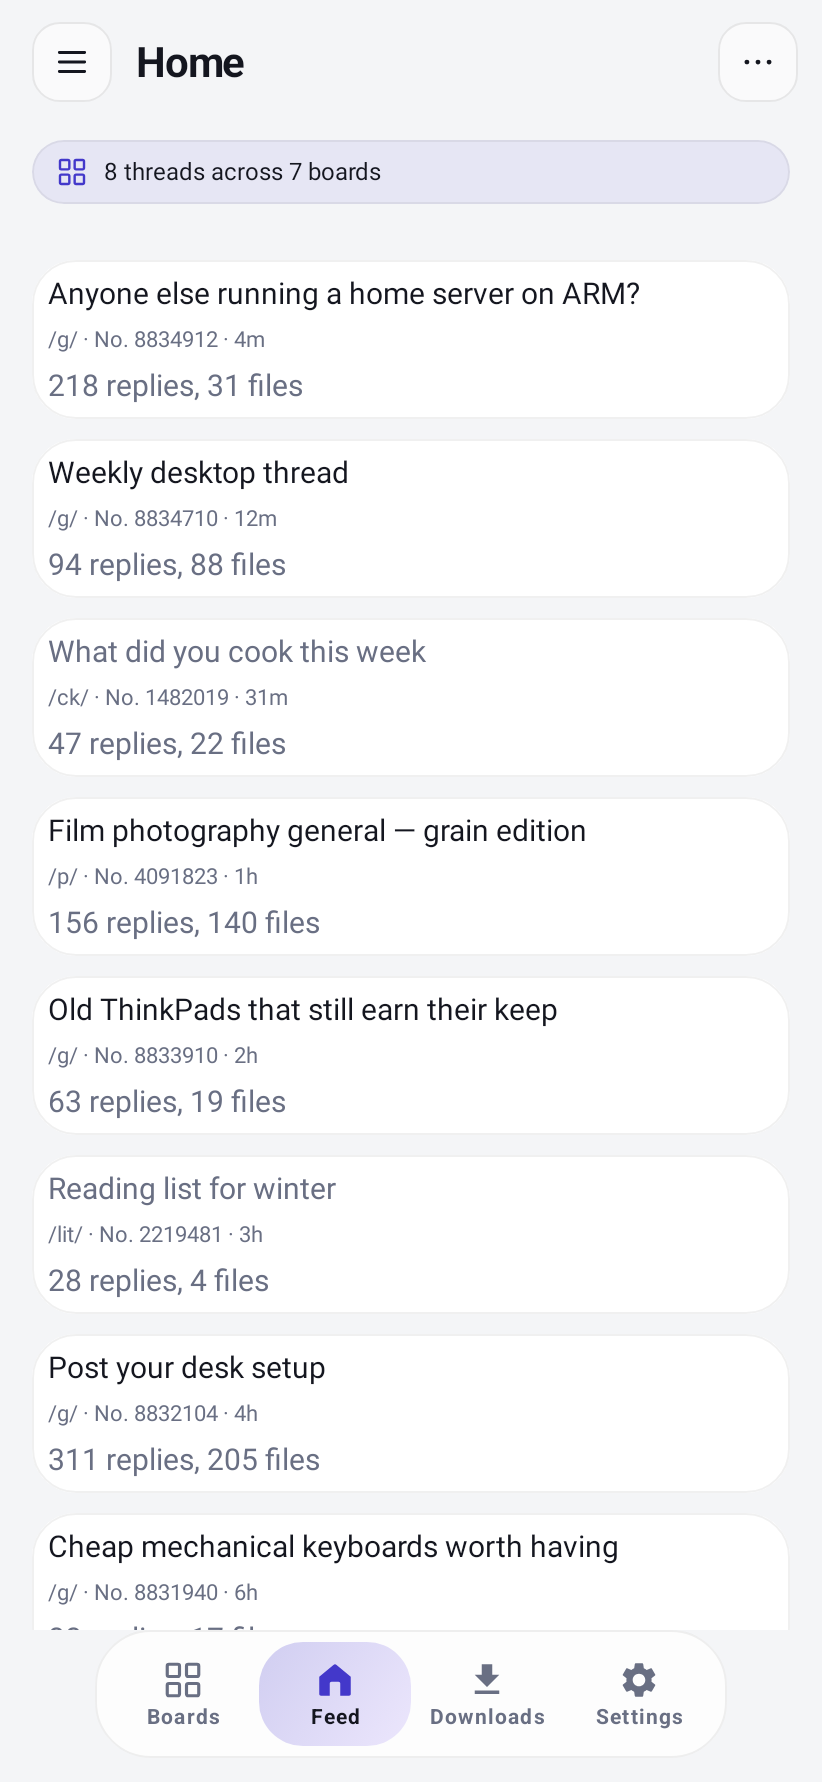 Home
8 threads across 7 boards
Anyone else running a home server on ARM?
/g/ · No. 8834912 · 4m
218 replies, 31 files
Weekly desktop thread
/g/ · No. 8834710 · 12m
94 replies, 88 files
What did you cook this week
/ck/ · No. 1482019 · 31m
47 replies, 22 files
Film photography general — grain edition
/p/ · No. 4091823 · 1h
156 replies, 140 files
Old ThinkPads that still earn their keep
/g/ · No. 8833910 · 2h
63 replies, 19 files
Reading list for winter
/lit/ · No. 2219481 · 3h
28 replies, 4 files
Post your desk setup
/g/ · No. 8832104 · 4h
311 replies, 205 files
Cheap mechanical keyboards worth having
/g/ · No. 8831940 · 6h
Boards
Feed
Downloads
Settings